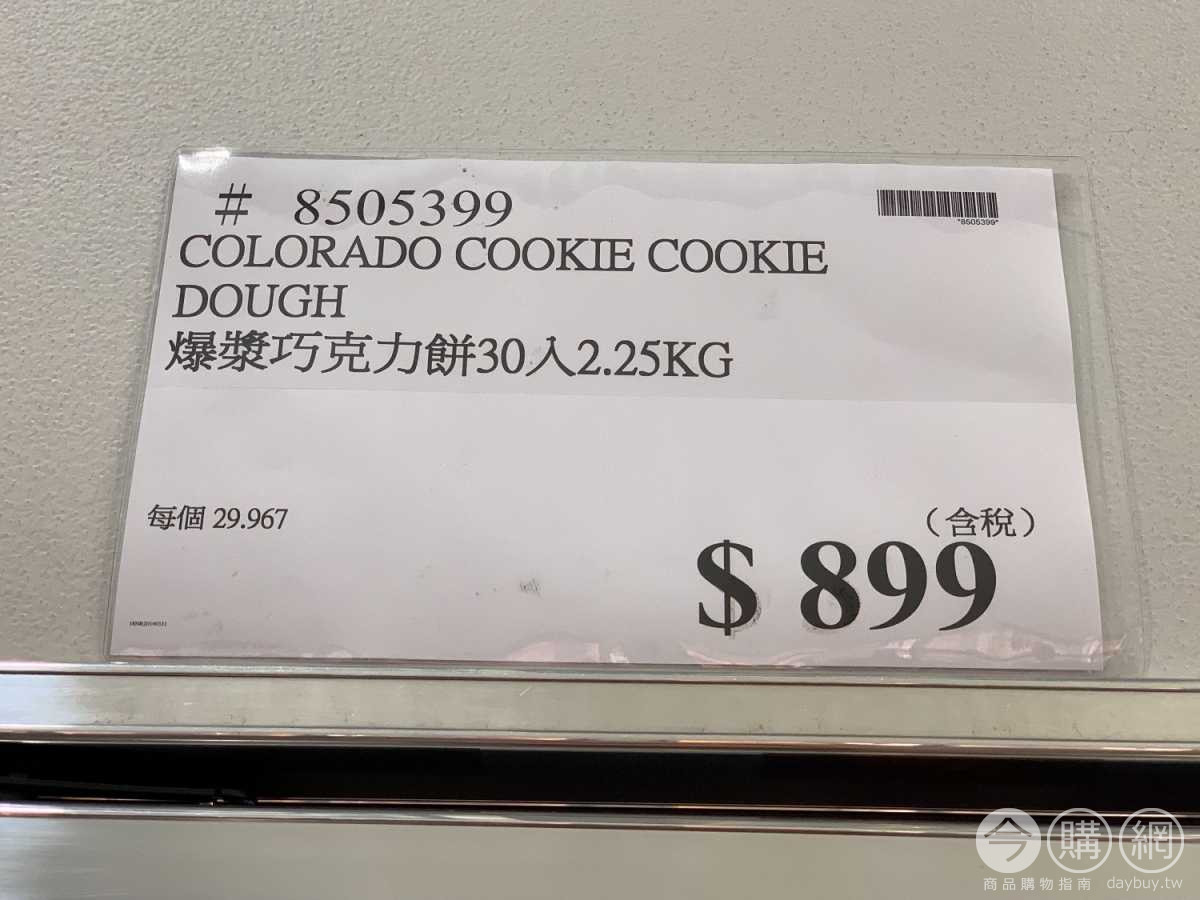 # 8505399
*8505399*
COLORADO COOKIE COOKIE
DOUGH
爆漿巧克力餅30入2.25KG
每個 29.967
（含稅）
$ 899
今購網
商品購物指南 daybuy.tw